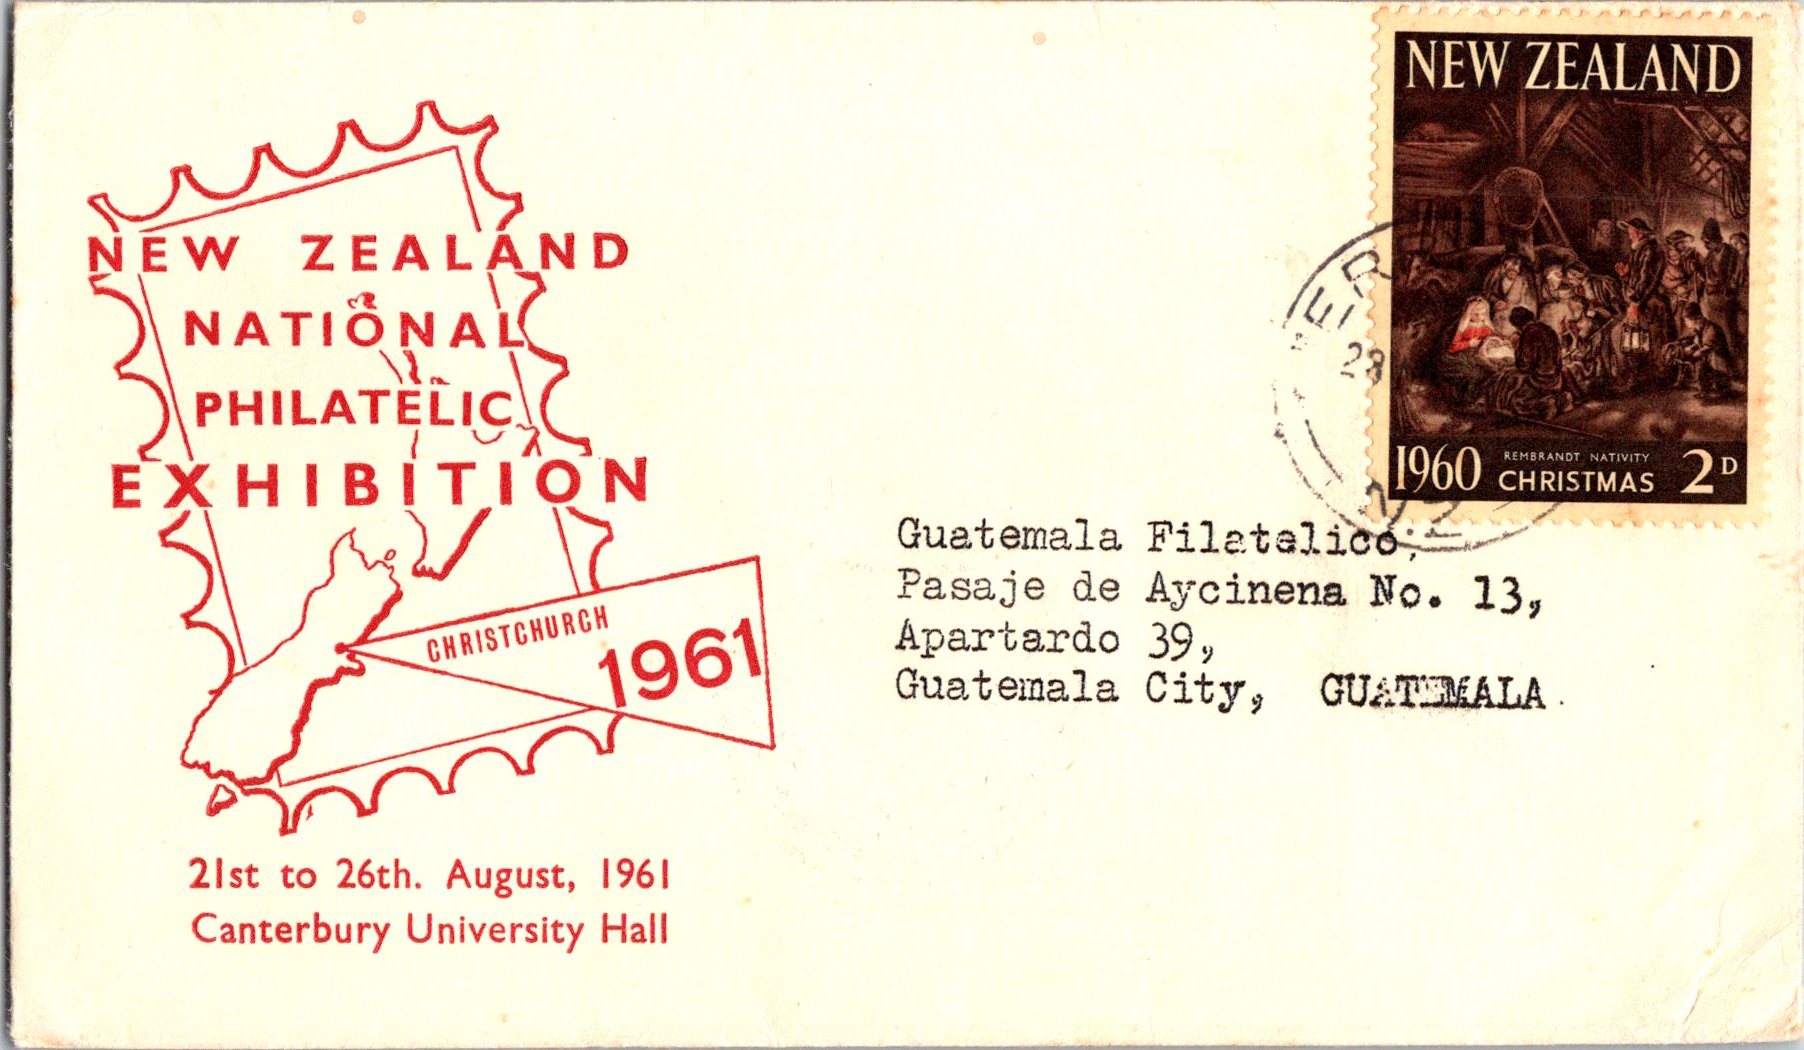 NEW ZEALAND
NATIONAL
PHILATELIC
EXHIBITION
CHRISTCHURCH
1961
21st to 26th. August, 1961
Canterbury University Hall
NEW ZEALAND
1960 REMBRANDT NATIVITY
CHRISTMAS 2D
28
Guatemala Filatelico,
Pasaje de Aycinena No. 13,
Apartardo 39,
Guatemala City, GUATEMALA.